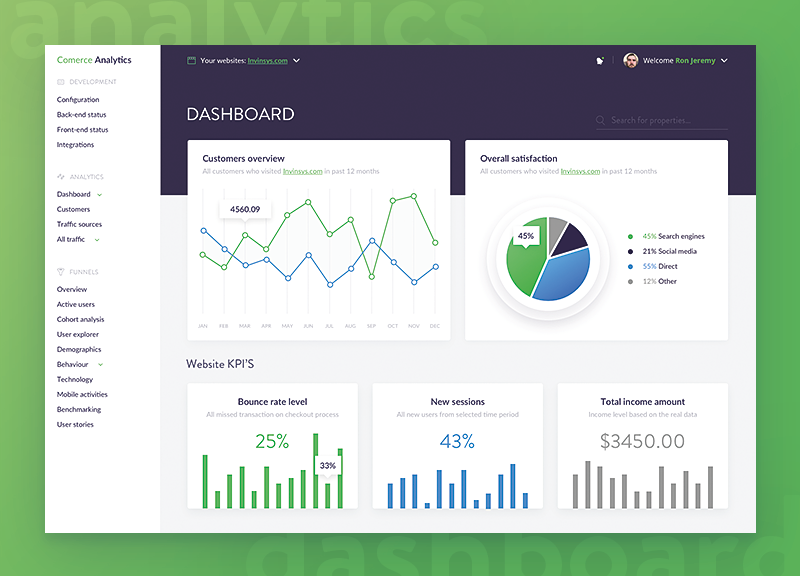 analytics
Comerce Analytics
DEVELOPMENT
Configuration
Back-end status
Front-end status
Integrations
ANALYTICS
Dashboard
Customers
Traffic sources
All traffic
FUNNELS
Overview
Active users
Cohort analysis
User explorer
Demographics
Behaviour
Technology
Mobile activities
Benchmarking
User stories
Your websites: Invinsys.com
Welcome Ron Jeremy
DASHBOARD
Search for properties...
Customers overview
All customers who visited Invinsys.com in past 12 months
4560.09
JAN FEB MAR APR MAY JUN JUL AUG SEP OCT NOV DEC
Overall satisfaction
All customers who visited Invinsys.com in past 12 months
45%
45% Search engines
21% Social media
55% Direct
12% Other
Website KPI'S
Bounce rate level
All missed transaction on checkout process
25%
33%
New sessions
All new users from selected time period
43%
Total income amount
Income level based on the real data
$3450.00
dashboard